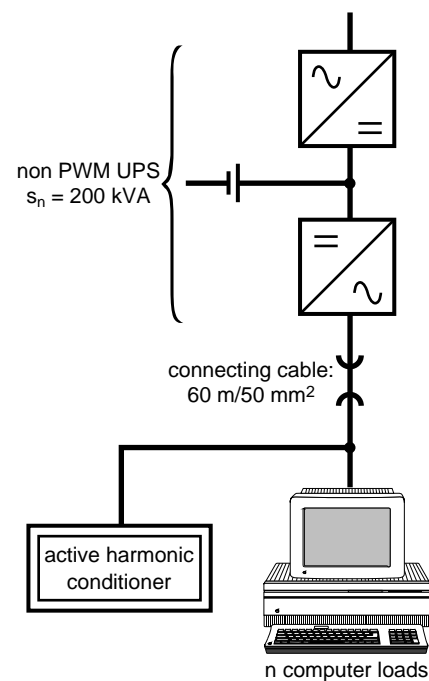 non PWM UPS
sn = 200 kVA
connecting cable:
60 m/50 mm2
active harmonic
conditioner
n computer loads